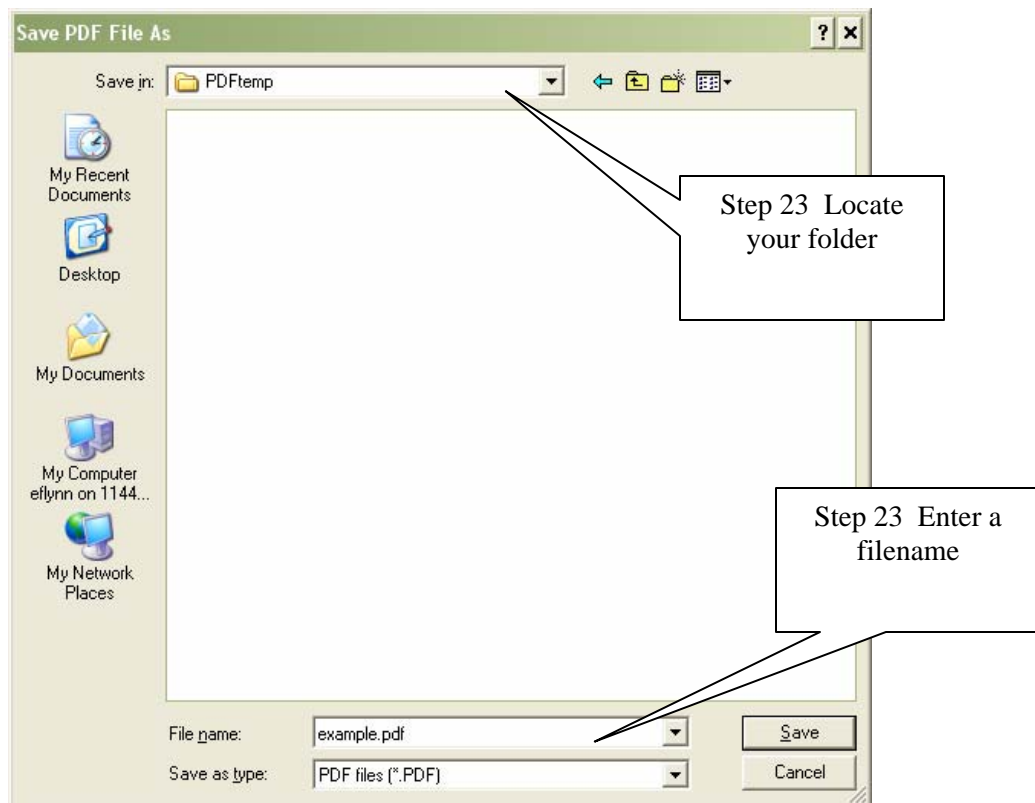 Save PDF File As
Save in:
PDFtemp
My Recent
Documents
Desktop
My Documents
My Computer
eflynn on 1144...
My Network
Places
Step 23 Locate
your folder
Step 23 Enter a
filename
File name:
example.pdf
Save
Save as type:
PDF files (*.PDF)
Cancel